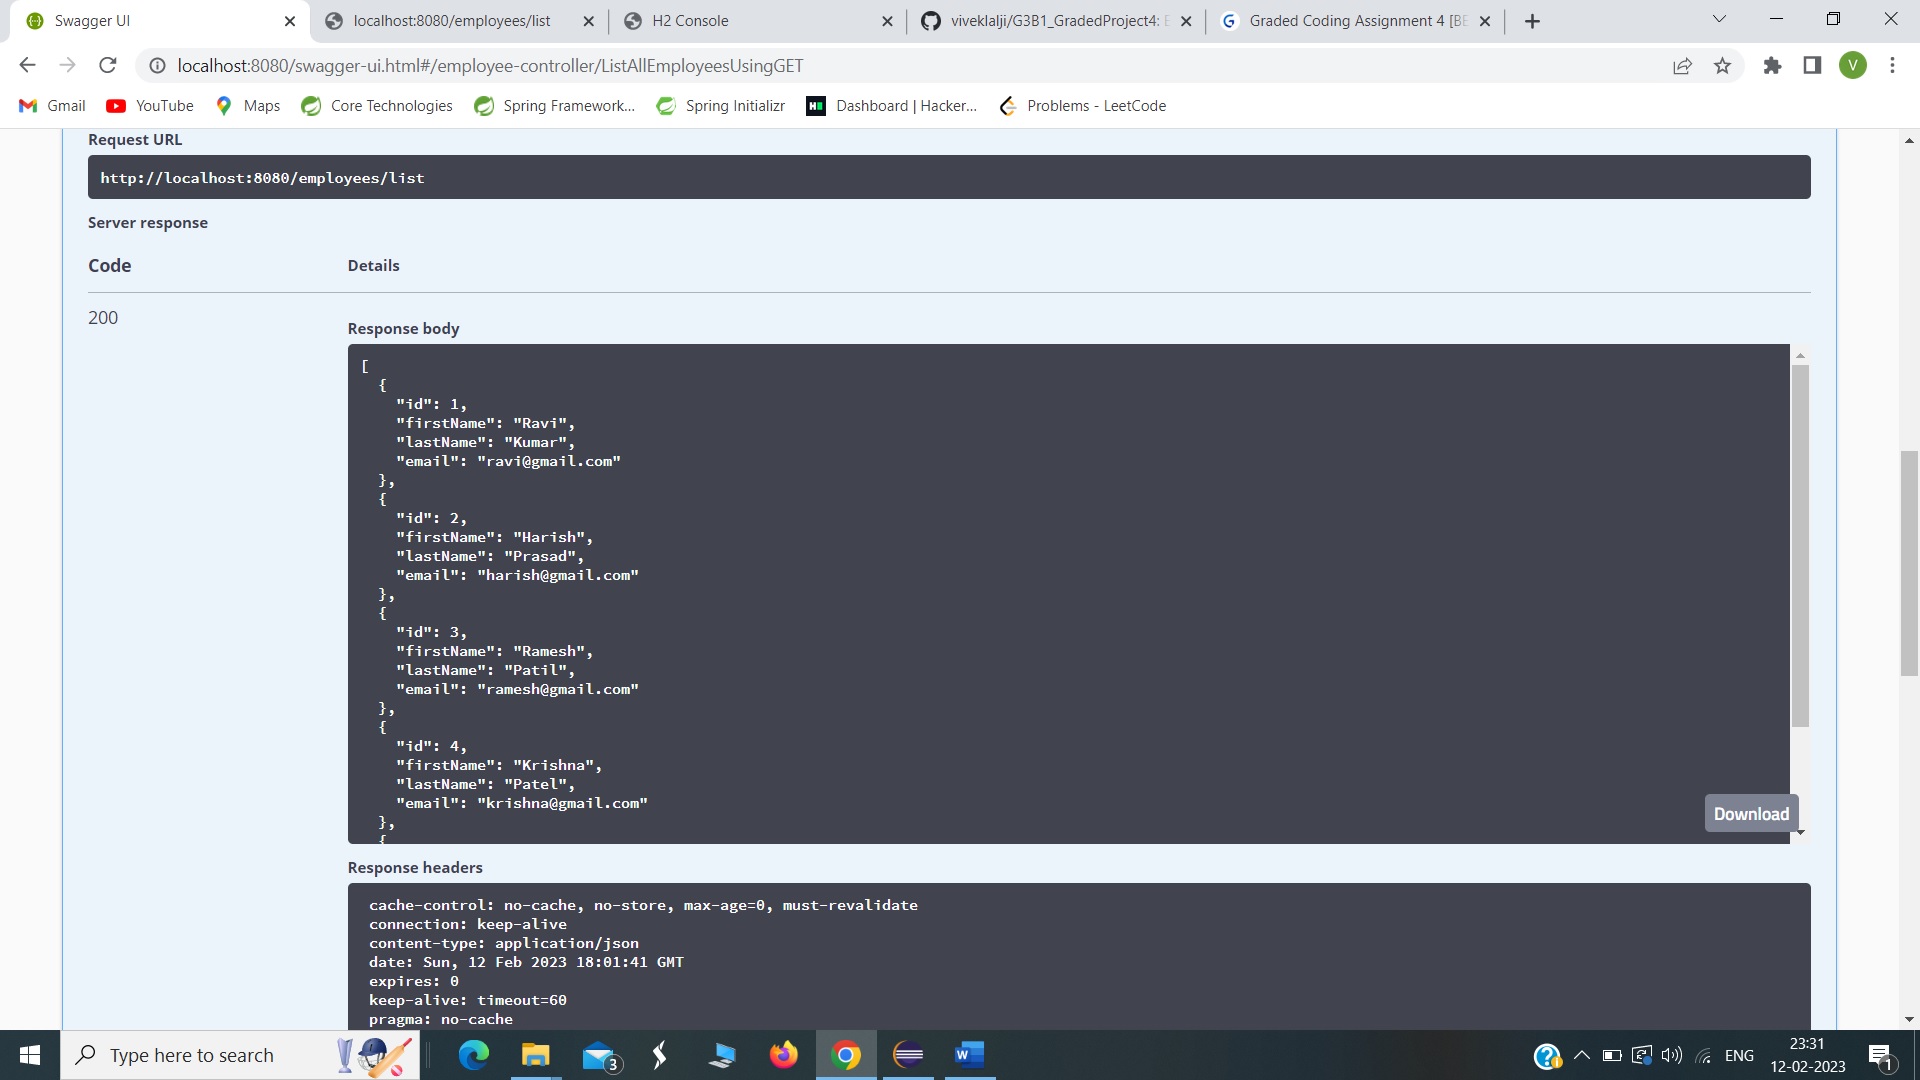 Swagger UI
localhost:8080/employees/list
H2 Console
viveklalji/G3B1_GradedProject4: E
Graded Coding Assignment 4 [BE
localhost:8080/swagger-ui.html#/employee-controller/ListAllEmployeesUsingGET
V
Gmail
YouTube
Maps
Core Technologies
Spring Framework...
Spring Initializr
Dashboard | Hacker...
Problems - LeetCode
Request URL
http://localhost:8080/employees/list
Server response
Code
Details
200
Response body
[
{
"id": 1,
"firstName": "Ravi",
"lastName": "Kumar",
"email": "ravi@gmail.com"
},
{
"id": 2,
"firstName": "Harish",
"lastName": "Prasad",
"email": "harish@gmail.com"
},
{
"id": 3,
"firstName": "Ramesh",
"lastName": "Patil",
"email": "ramesh@gmail.com"
},
{
"id": 4,
"firstName": "Krishna",
"lastName": "Patel",
"email": "krishna@gmail.com"
},
{
Download
Response headers
cache-control: no-cache, no-store, max-age=0, must-revalidate
connection: keep-alive
content-type: application/json
date: Sun, 12 Feb 2023 18:01:41 GMT
expires: 0
keep-alive: timeout=60
pragma: no-cache
Type here to search
3
ENG
23:31
12-02-2023
1